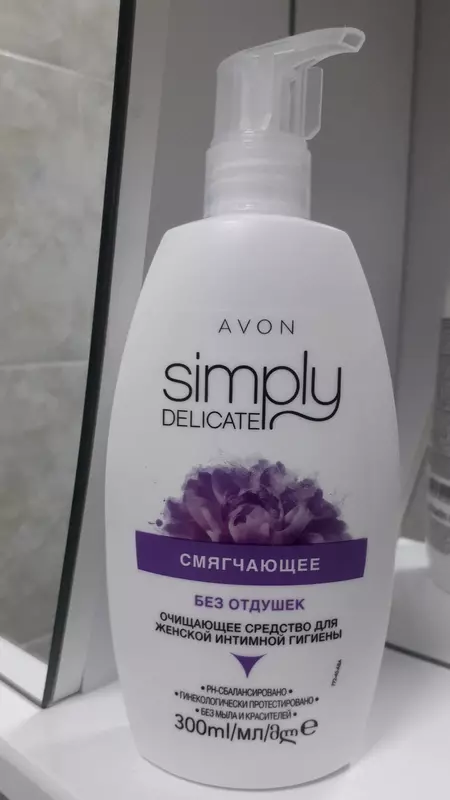 AVON
simply
DELICATE
СМЯГЧАЮЩЕЕ
БЕЗ ОТДУШЕК
ОЧИЩАЮЩЕЕ СРЕДСТВО ДЛЯ
ЖЕНСКОЙ ИНТИМНОЙ ГИГИЕНЫ
• PH-СБАЛАНСИРОВАНО •
• ГИНЕКОЛОГИЧЕСКИ ПРОТЕСТИРОВАНО •
• БЕЗ МЫЛА И КРАСИТЕЛЕЙ •
300ml/мл/მლ℮